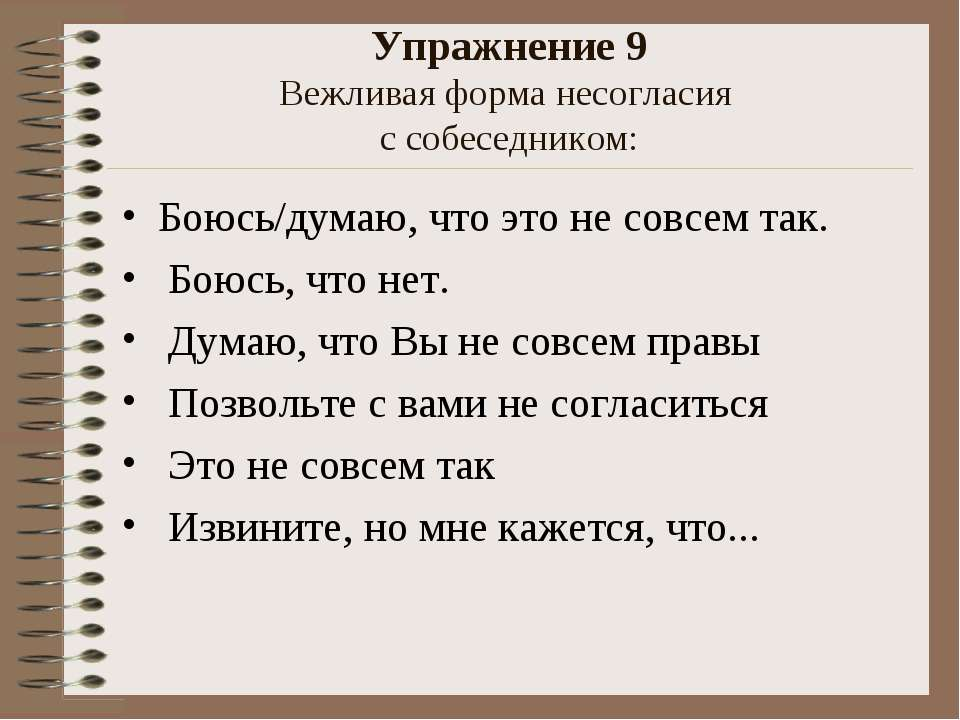 Упражнение 9
Вежливая форма несогласия
с собеседником:
• Боюсь/думаю, что это не совсем так.
• Боюсь, что нет.
• Думаю, что Вы не совсем правы
• Позвольте с вами не согласиться
• Это не совсем так
• Извините, но мне кажется, что...